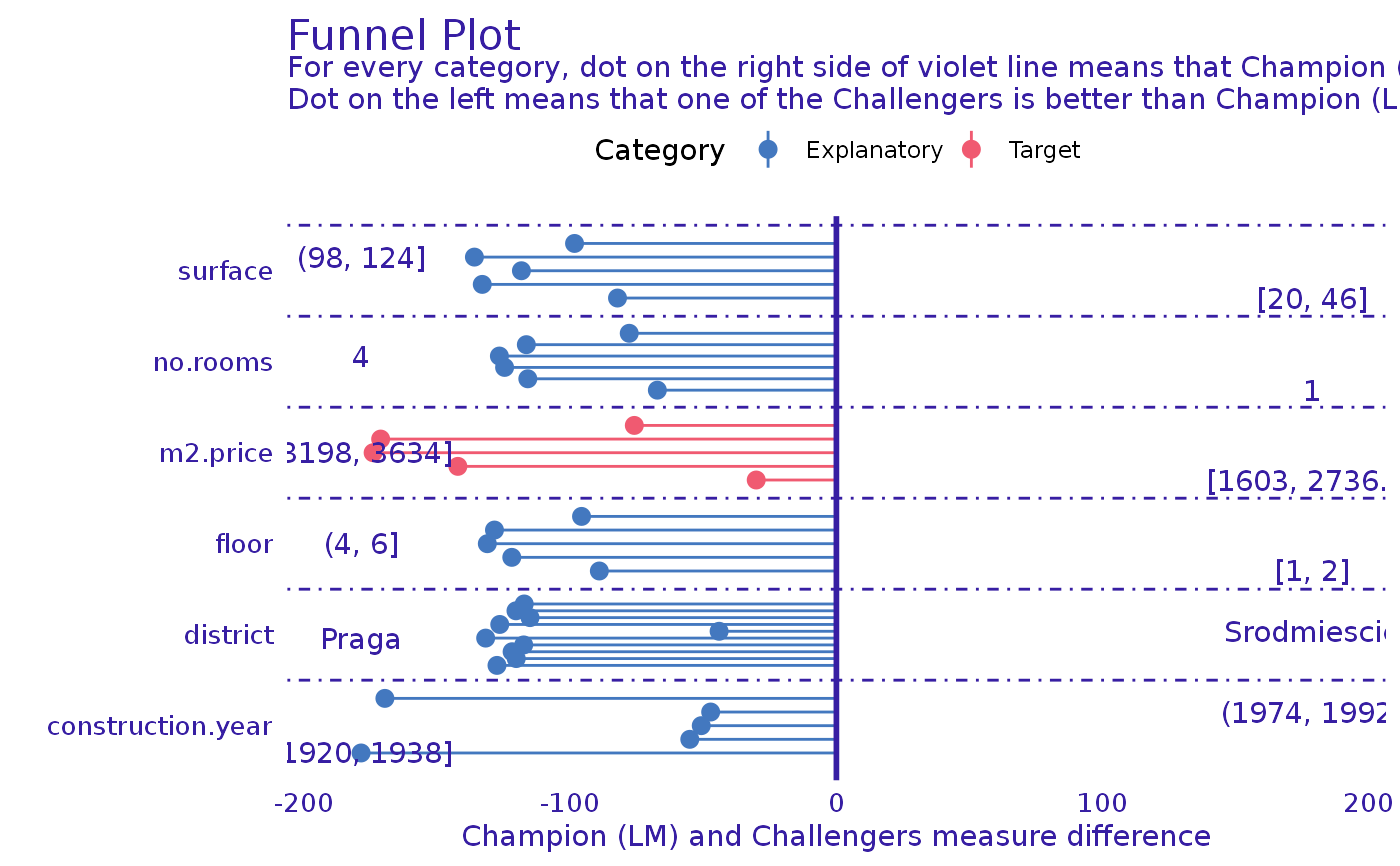 Funnel Plot
For every category, dot on the right side of violet line means that Champion (
Dot on the left means that one of the Challengers is better than Champion (L
Category Explanatory Target
surface (98, 124]
[20, 46]
no.rooms 4
1
m2.price 3198, 3634]
[1603, 2736.
floor (4, 6]
[1, 2]
district Praga Srodmiescie
construction.year (1974, 1992
1920, 1938]
-200 -100 0 100 200
Champion (LM) and Challengers measure difference